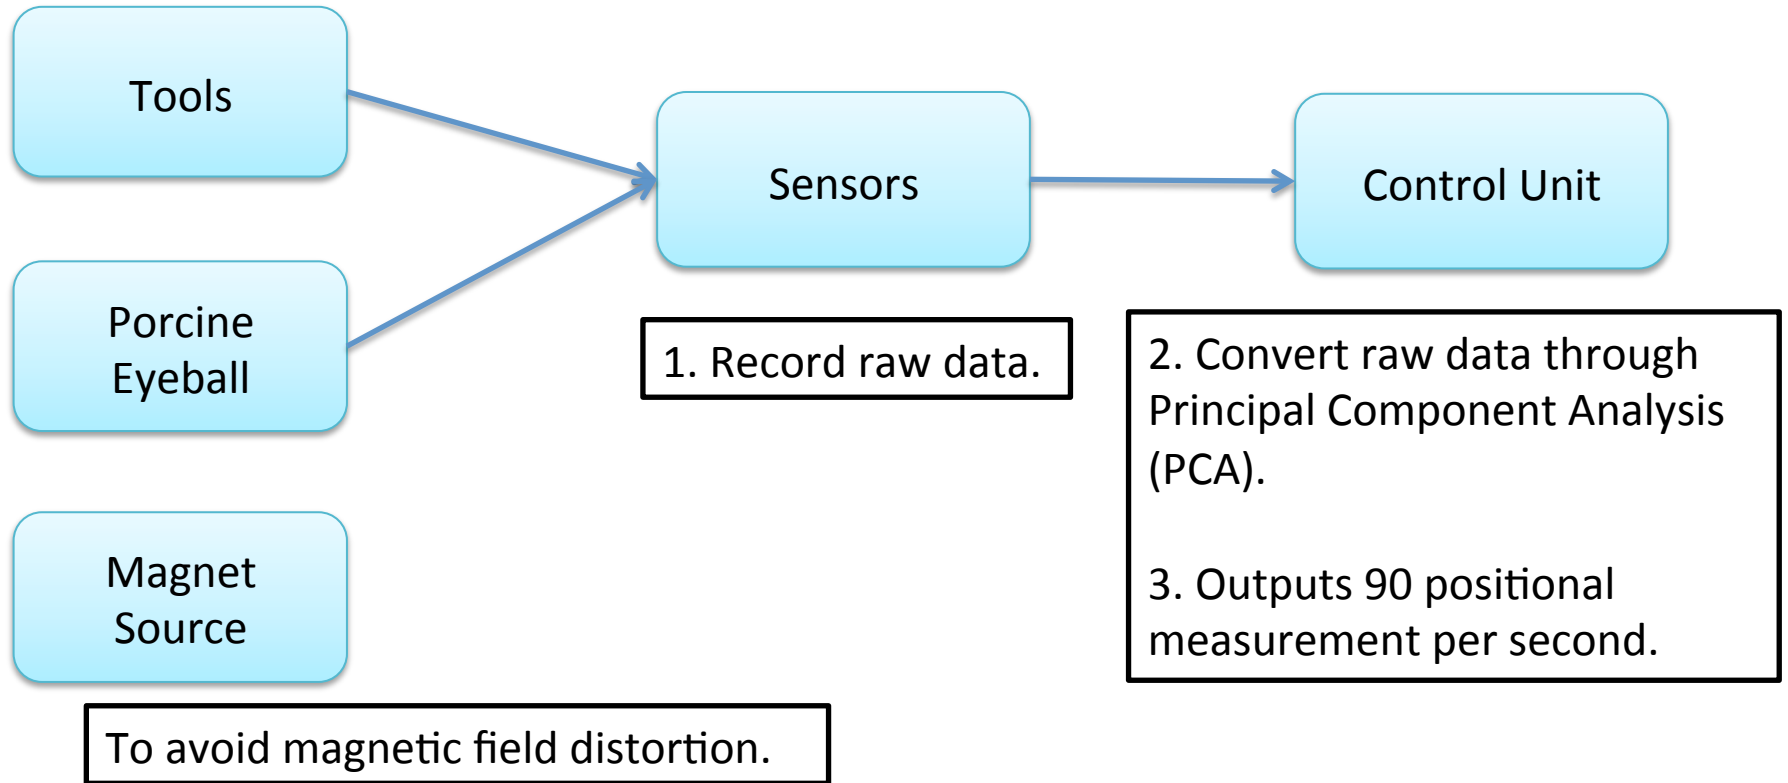 Tools
Porcine
Eyeball
Magnet
Source
To avoid magnetic field distortion.
Sensors
1. Record raw data.
Control Unit
2. Convert raw data through
Principal Component Analysis
(PCA).
3. Outputs 90 positional
measurement per second.